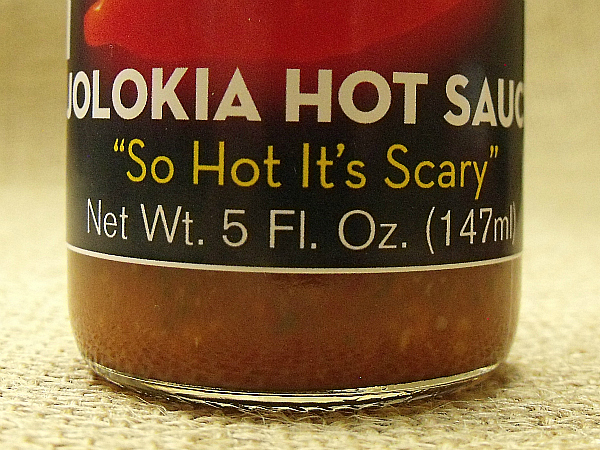 JOLOKIA HOT SAUC
“So Hot It’s Scary”
Net Wt. 5 Fl. Oz. (147ml)